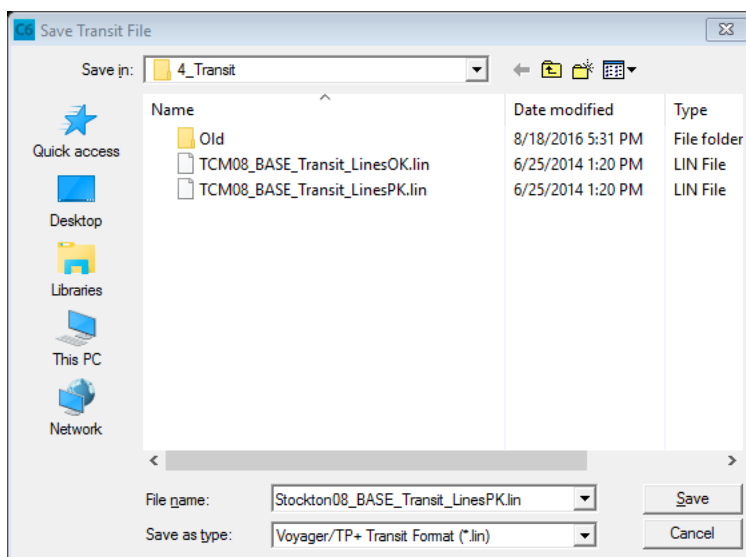 C6 Save Transit File
Save in: 4_Transit
Name Date modified Type
Old 8/18/2016 5:31 PM File folder
TCM08_BASE_Transit_LinesOK.lin 6/25/2014 1:20 PM LIN File
TCM08_BASE_Transit_LinesPK.lin 6/25/2014 1:20 PM LIN File
Quick access
Desktop
Libraries
This PC
Network
File name: Stockton08_BASE_Transit_LinesPK.lin Save
Save as type: Voyager/TP+ Transit Format (*.lin) Cancel